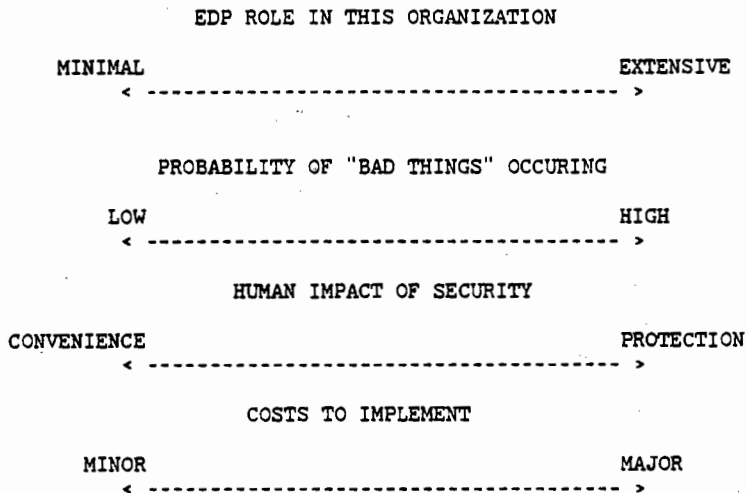 EDP ROLE IN THIS ORGANIZATION
MINIMAL EXTENSIVE
< -------------------------------------- >
PROBABILITY OF "BAD THINGS" OCCURING
LOW HIGH
< -------------------------------------- >
HUMAN IMPACT OF SECURITY
CONVENIENCE PROTECTION
< -------------------------------------- >
COSTS TO IMPLEMENT
MINOR MAJOR
< -------------------------------------- >